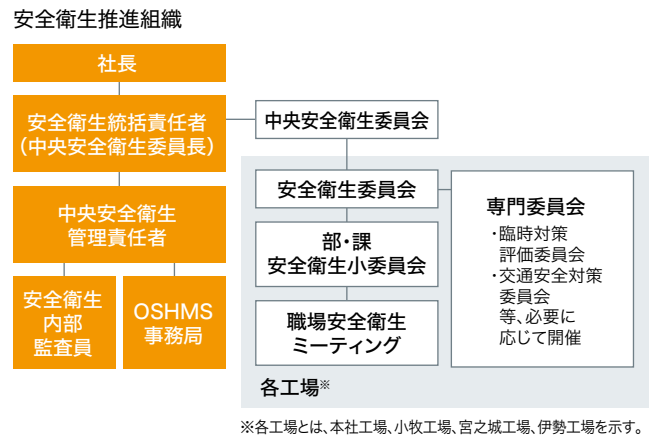 安全衛生推進組織
社長
安全衛生統括責任者
（中央安全衛生委員長）
中央安全衛生
管理責任者
安全衛生
内部
監査員
OSHMS
事務局
中央安全衛生委員会
安全衛生委員会
部・課
安全衛生小委員会
職場安全衛生
ミーティング
専門委員会
・臨時対策
評価委員会
・交通安全対策
委員会
等、必要に
応じて開催
各工場※
※各工場とは、本社工場、小牧工場、宮之城工場、伊勢工場を示す。